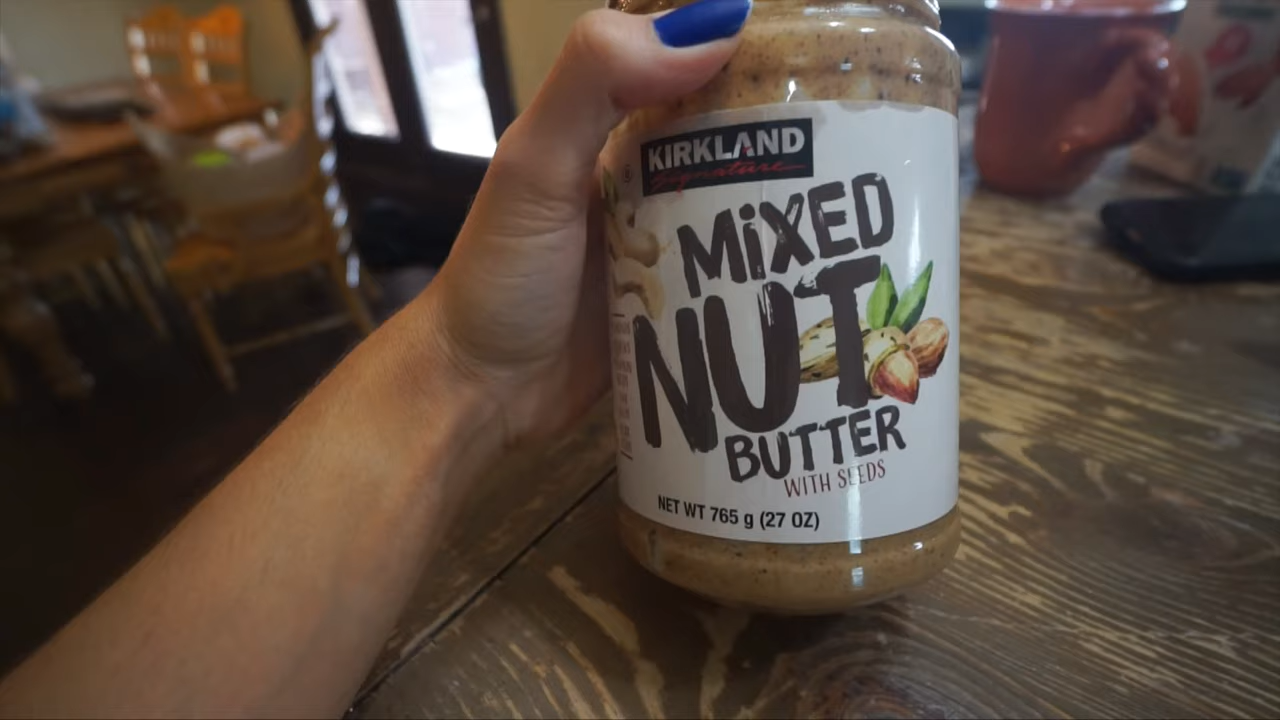 KIRKLAND
Signature
MiXED
NUT
BUTTER
WITH SEEDS
NET WT 765 g (27 OZ)